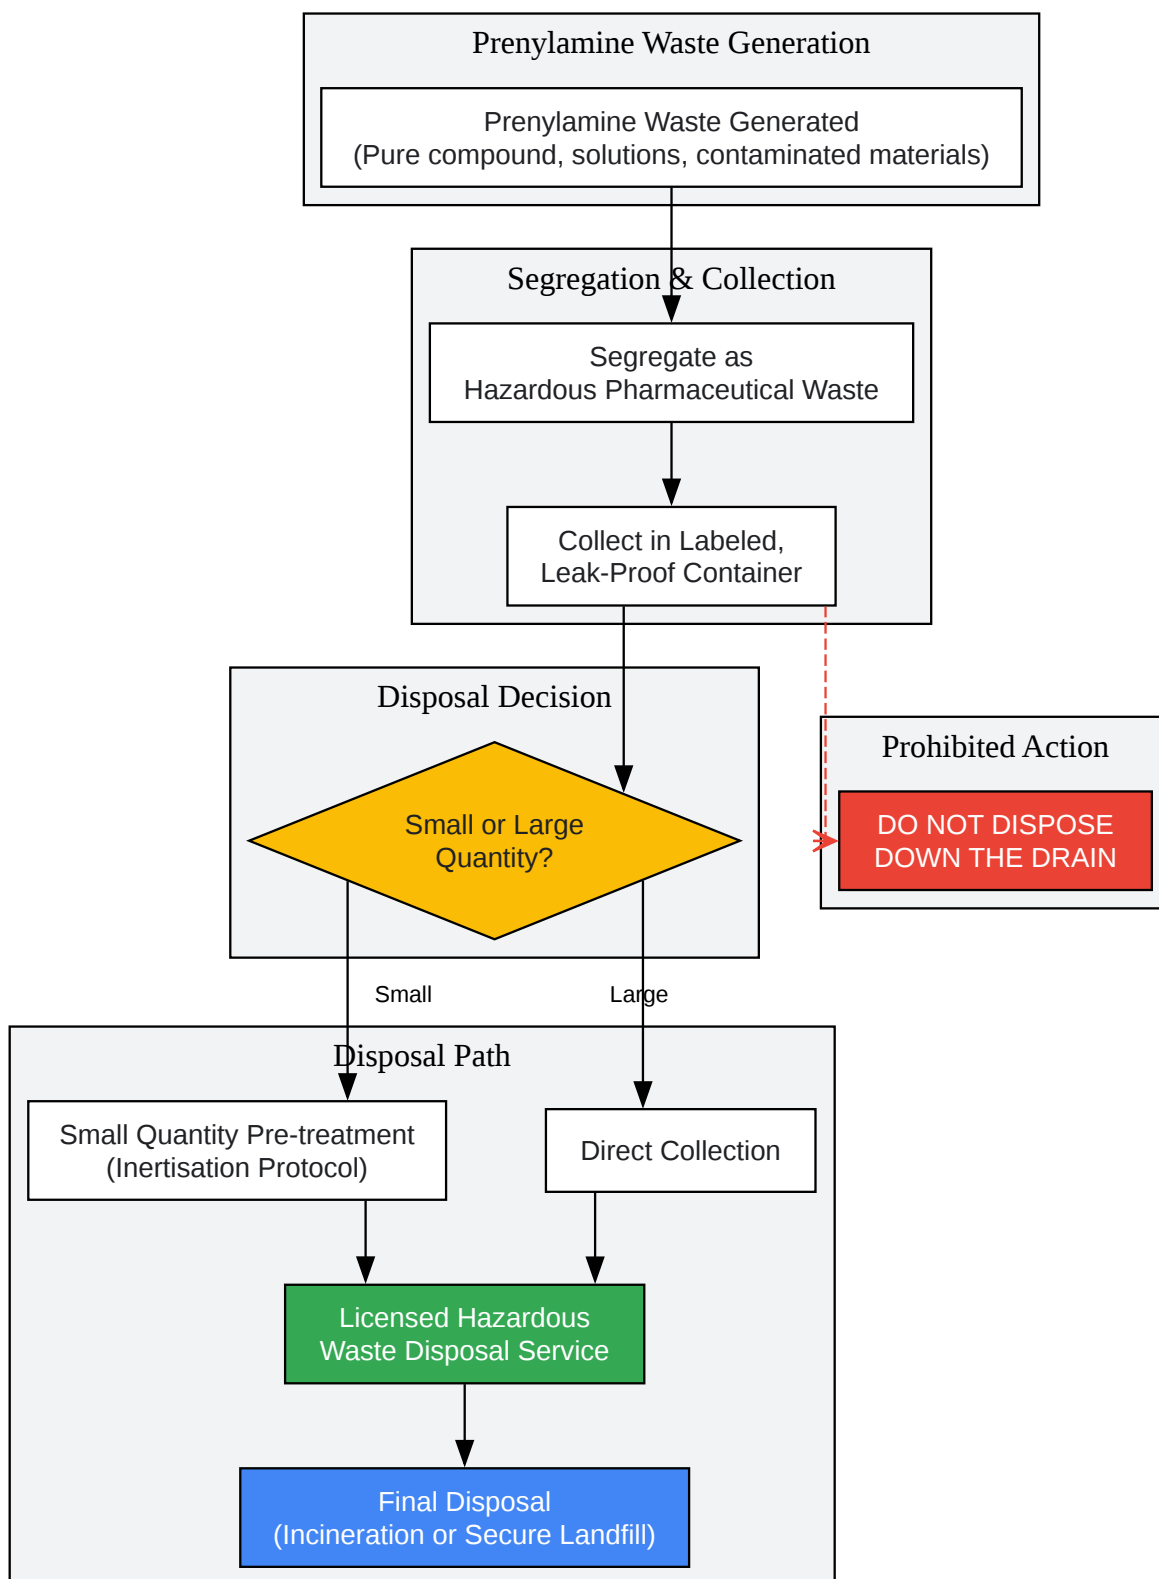 Prenylamine Waste Generation
Prenylamine Waste Generated
(Pure compound, solutions, contaminated materials)
Segregation & Collection
Segregate as
Hazardous Pharmaceutical Waste
Collect in Labeled,
Leak-Proof Container
Disposal Decision
Small or Large
Quantity?
Prohibited Action
DO NOT DISPOSE
DOWN THE DRAIN
Small
Large
Disposal Path
Small Quantity Pre-treatment
(Inertisation Protocol)
Direct Collection
Licensed Hazardous
Waste Disposal Service
Final Disposal
(Incineration or Secure Landfill)